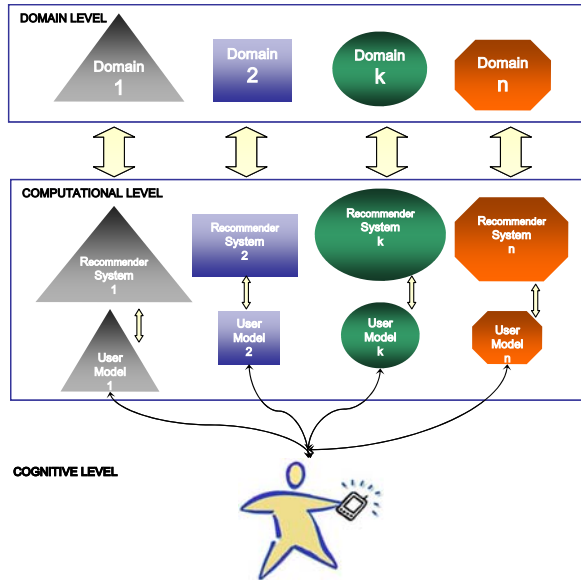 DOMAIN LEVEL
Domain
1
Domain
2
Domain
k
Domain
n
COMPUTATIONAL LEVEL
Recommender
System
1
Recommender
System
2
Recommender
System
k
Recommender
System
n
User
Model
1
User
Model
2
User
Model
k
User
Model
n
COGNITIVE LEVEL